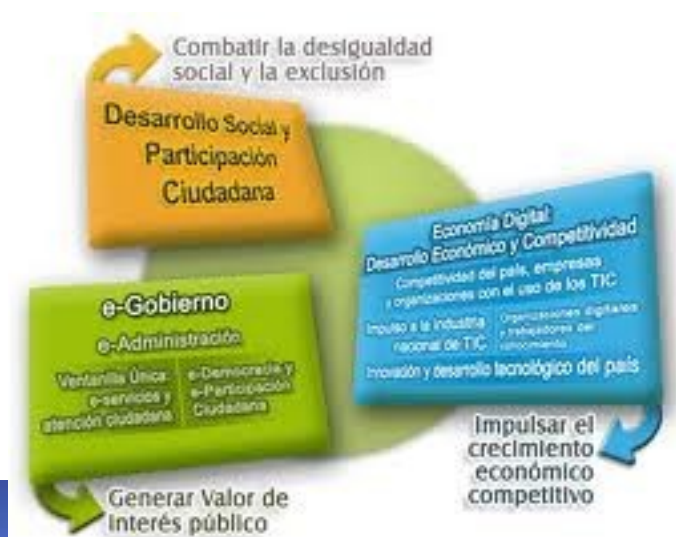 Combatir la desigualdad
social y la exclusión
Desarrollo Social y
Participación
Ciudadana
Economía Digital:
Desarrollo Económico y Competitividad
Competitividad del país, empresas
y organizaciones con el uso de los TIC
Impulso a la industria
nacional de TIC
Organizaciones digitales
y trabajadores del
conocimiento
Innovación y desarrollo tecnológico del país
e-Gobierno
e-Administración
Ventanilla Única:
e-servicios y
atención ciudadana
e-Democracia y
e-Participación
Ciudadana
Impulsar el
crecimiento
económico
competitivo
Generar Valor de
Interés público